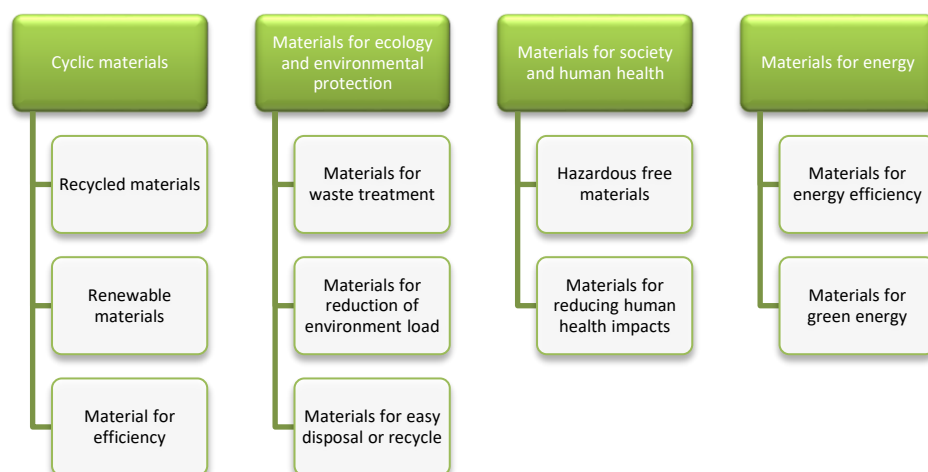 Cyclic materials
Recycled materials
Renewable
materials
Material for
efficiency
Materials for ecology
and environmental
protection
Materials for
waste treatment
Materials for
reduction of
environment load
Materials for easy
disposal or recycle
Materials for society
and human health
Hazardous free
materials
Materials for
reducing human
health impacts
Materials for energy
Materials for
energy efficiency
Materials for
green energy